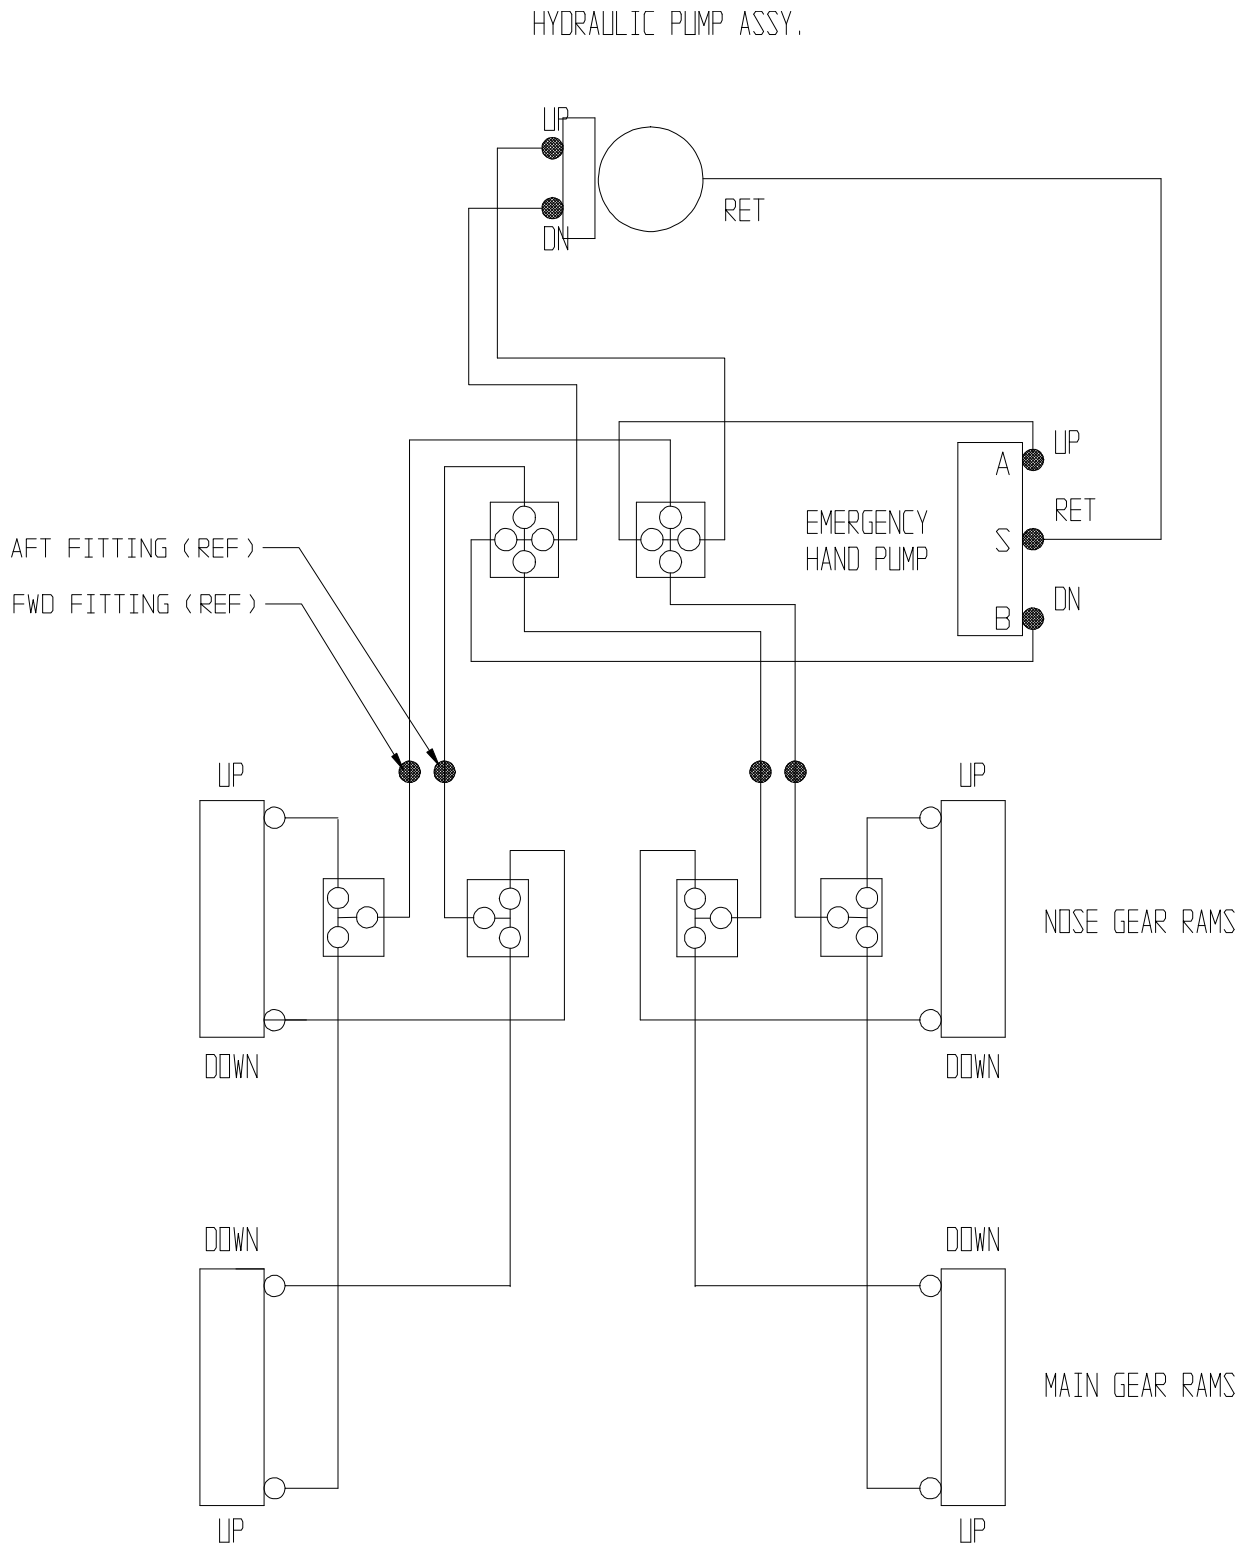 HYDRAULIC PUMP ASSY.
UP
DN
RET
UP
A
RET
EMERGENCY
HAND PUMP
S
DN
B
AFT FITTING (REF)
FWD FITTING (REF)
UP
UP
NOSE GEAR RAMS
DOWN
DOWN
DOWN
DOWN
MAIN GEAR RAMS
UP
UP